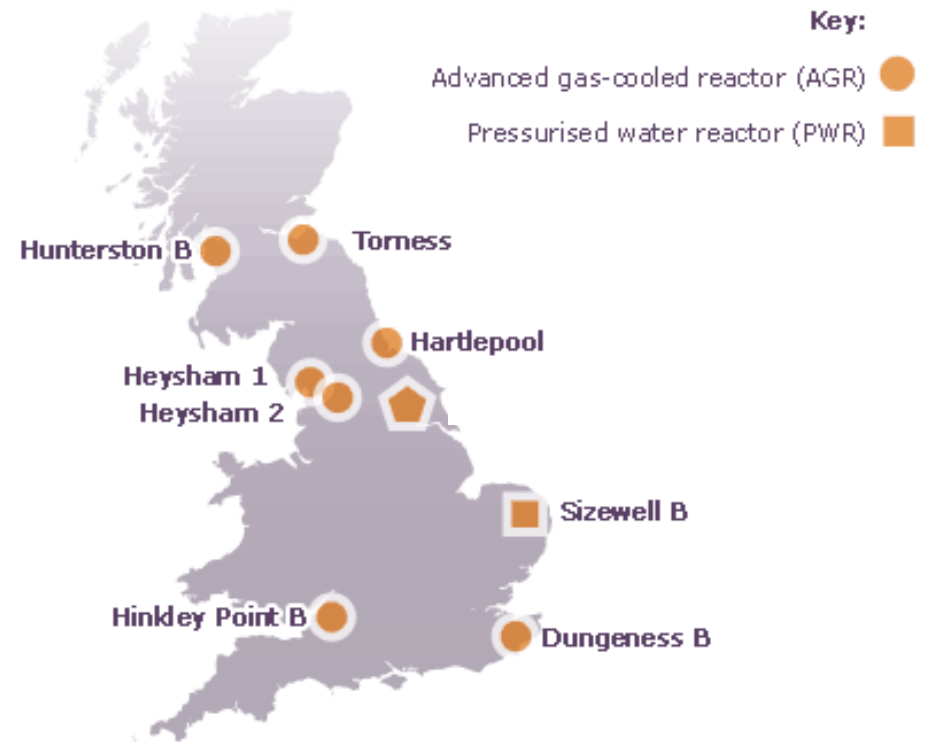 Key:
Advanced gas-cooled reactor (AGR)
Pressurised water reactor (PWR)
Hunterston B
Torness
Hartlepool
Heysham 1
Heysham 2
Sizewell B
Hinkley Point B
Dungeness B